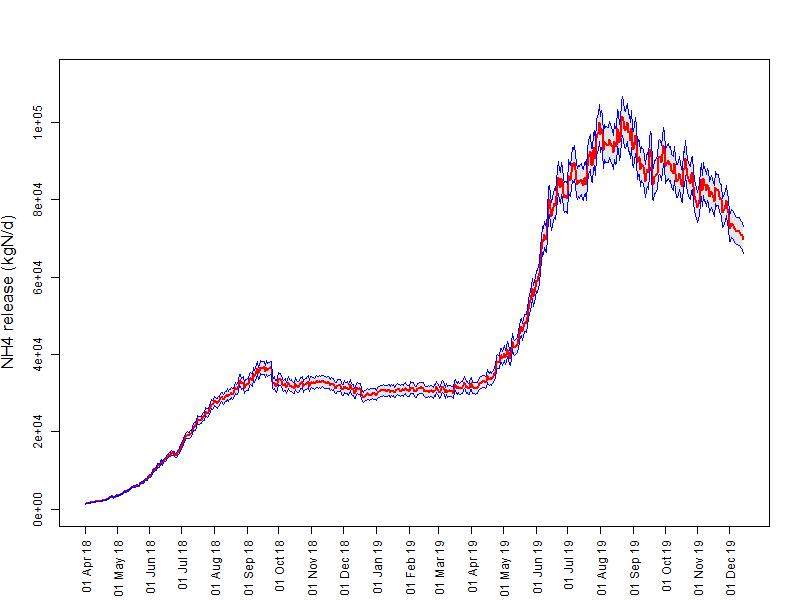 NH4 release (kgN/d)
1e+05
8e+04
6e+04
4e+04
2e+04
0e+00
01 Apr 18
01 May 18
01 Jun 18
01 Jul 18
01 Aug 18
01 Sep 18
01 Oct 18
01 Nov 18
01 Dec 18
01 Jan 19
01 Feb 19
01 Mar 19
01 Apr 19
01 May 19
01 Jun 19
01 Jul 19
01 Aug 19
01 Sep 19
01 Oct 19
01 Nov 19
01 Dec 19